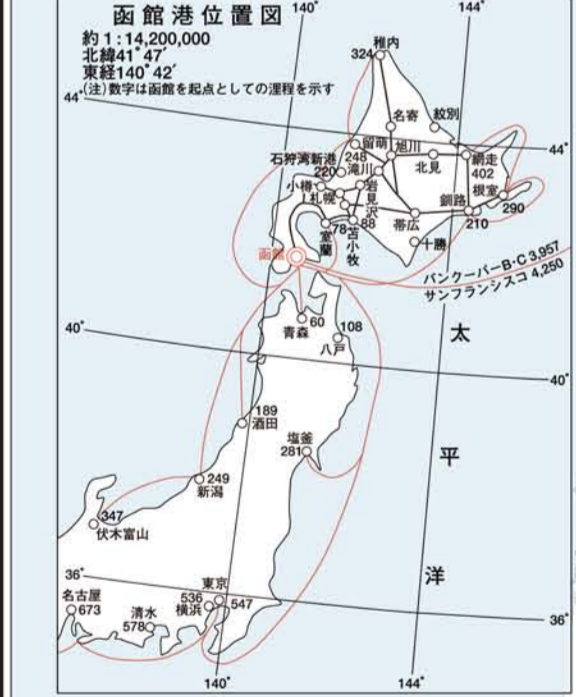 函館港位置図
約1:14,200,000
北緯41°47′
東経140°42′
(注)数字は函館を起点としての浬程を示す
140°
144°
44°
44°
稚内
324
名寄
紋別
留萌
248
旭川
石狩湾新港
220
滝川
北見
網走
402
小樽
札幌
岩見沢
根室
290
釧路
210
帯広
十勝
室蘭
78
苫小牧
88
函館
バンクーバーB・C 3,957
サンフランシスコ 4,250
青森
60
108
八戸
40°
40°
太平洋
189
酒田
塩釜
281
249
新潟
347
伏木富山
36°
36°
名古屋
673
清水
578
東京
536
横浜
547
140°
144°